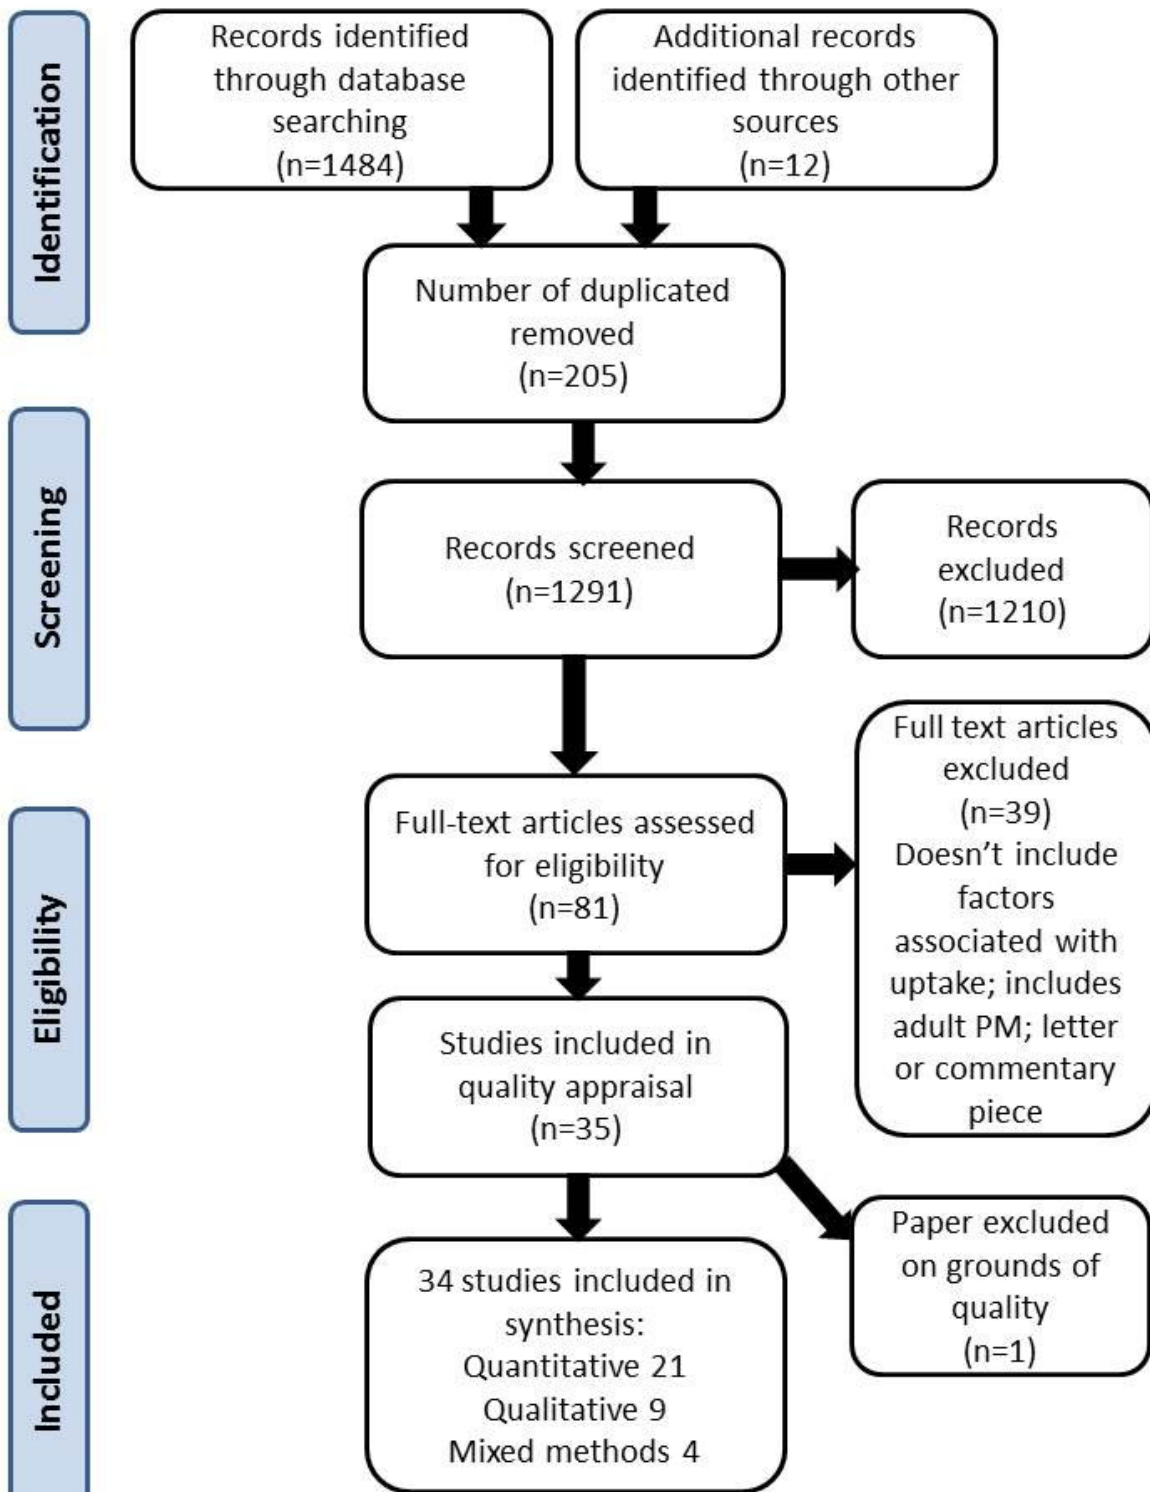 Identification
Records identified
through database
searching
(n=1484)
Additional records
identified through other
sources
(n=12)
Number of duplicated
removed
(n=205)
Screening
Records screened
(n=1291)
Records
excluded
(n=1210)
Eligibility
Full-text articles assessed
for eligibility
(n=81)
Full text articles
excluded
(n=39)
Doesn’t include
factors
associated with
uptake; includes
adult PM; letter
or commentary
piece
Studies included in
quality appraisal
(n=35)
Included
34 studies included in
synthesis:
Quantitative 21
Qualitative 9
Mixed methods 4
Paper excluded
on grounds of
quality
(n=1)